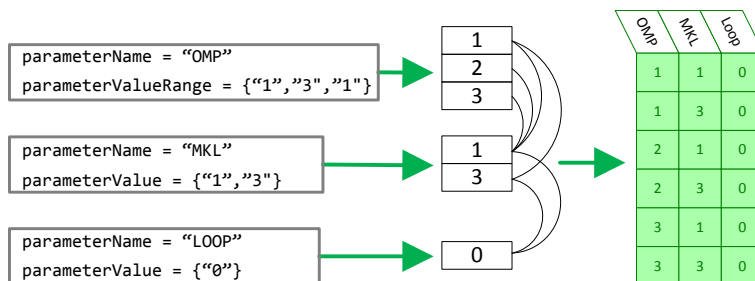 parameterName = “OMP”
parameterValueRange = {“1”,”3",”1"}
parameterName = “MKL”
parameterValue = {“1”,”3"}
parameterName = “LOOP”
parameterValue = {“0”}
1
2
3
1
3
0
OMP MKL Loop
1 1 0
1 3 0
2 1 0
2 3 0
3 1 0
3 3 0